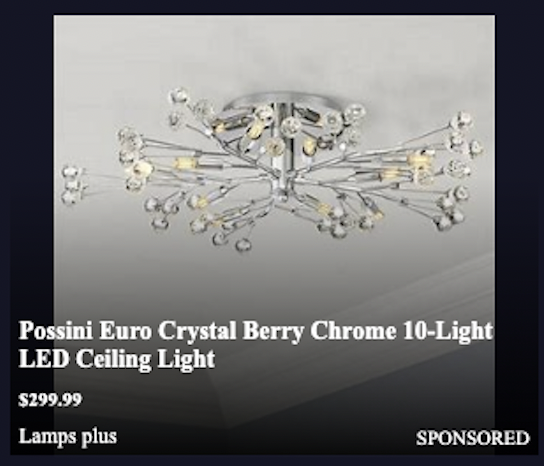 Possini Euro Crystal Berry Chrome 10-Light
LED Ceiling Light
$299.99
Lamps plus
SPONSORED